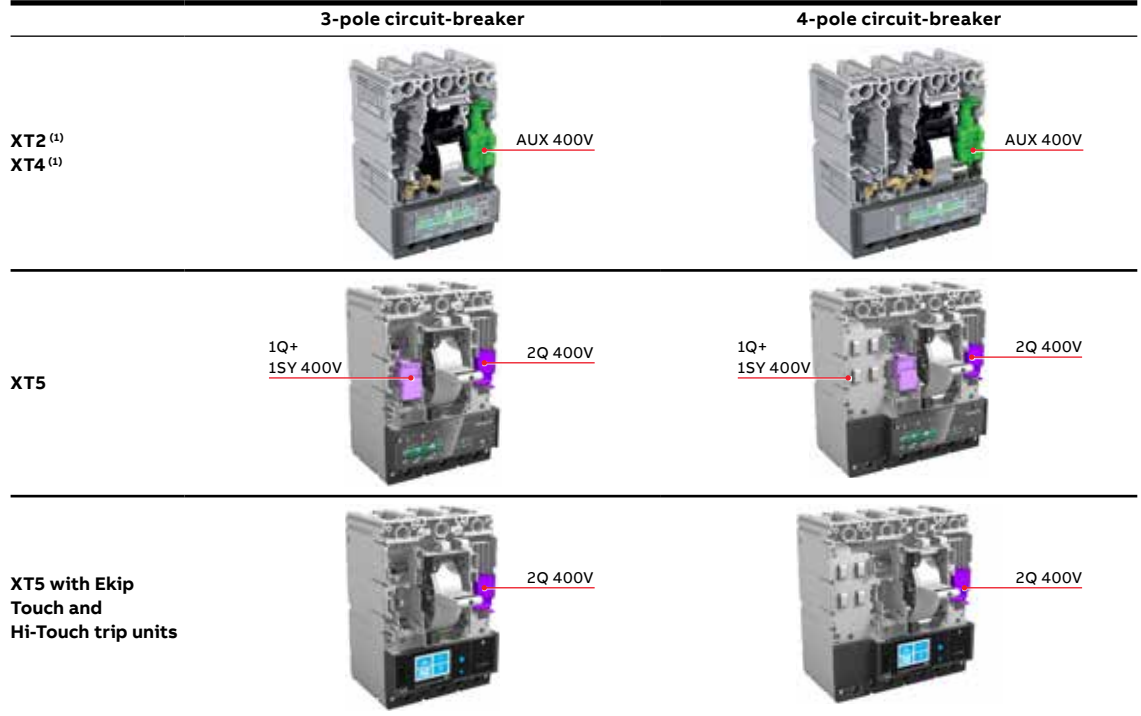 3-pole circuit-breaker 4-pole circuit-breaker
XT2 (1)
XT4 (1)
AUX 400V AUX 400V
XT5
1Q+
1SY 400V
2Q 400V
1Q+
1SY 400V
2Q 400V
XT5 with Ekip
Touch and
Hi-Touch trip units
2Q 400V 2Q 400V